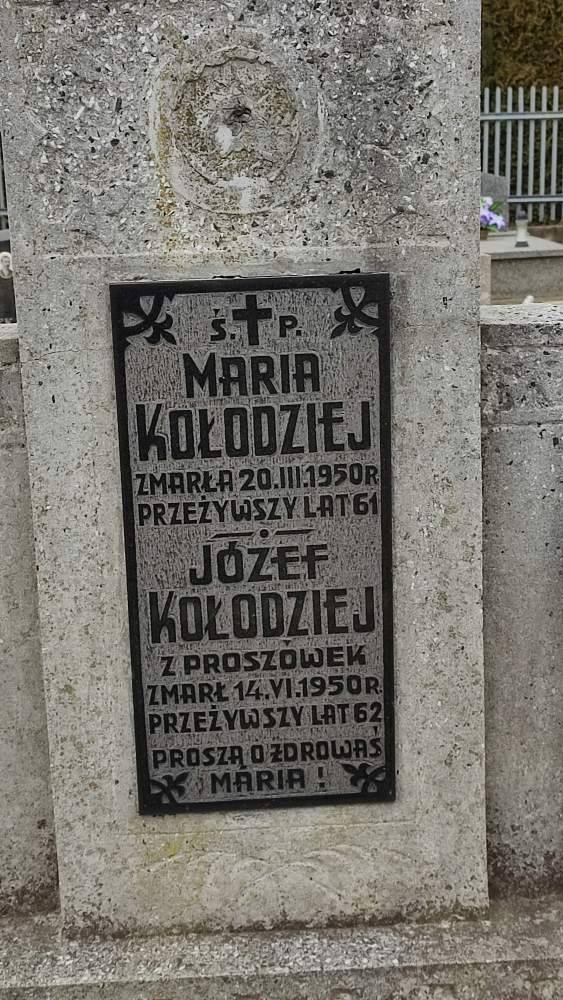 Ś. P.
MARIA
KOŁODZIEJ
ZMARŁA 20.III.1950R
PRZEŻYWSZY LAT 61
JÓZEF
KOŁODZIEJ
Z PROSZÓWEK
ZMARŁ 14.VI.1950R.
PRZEŻYWSZY LAT 62
PROSZĄ O ZDROWAŚ
MARIA !